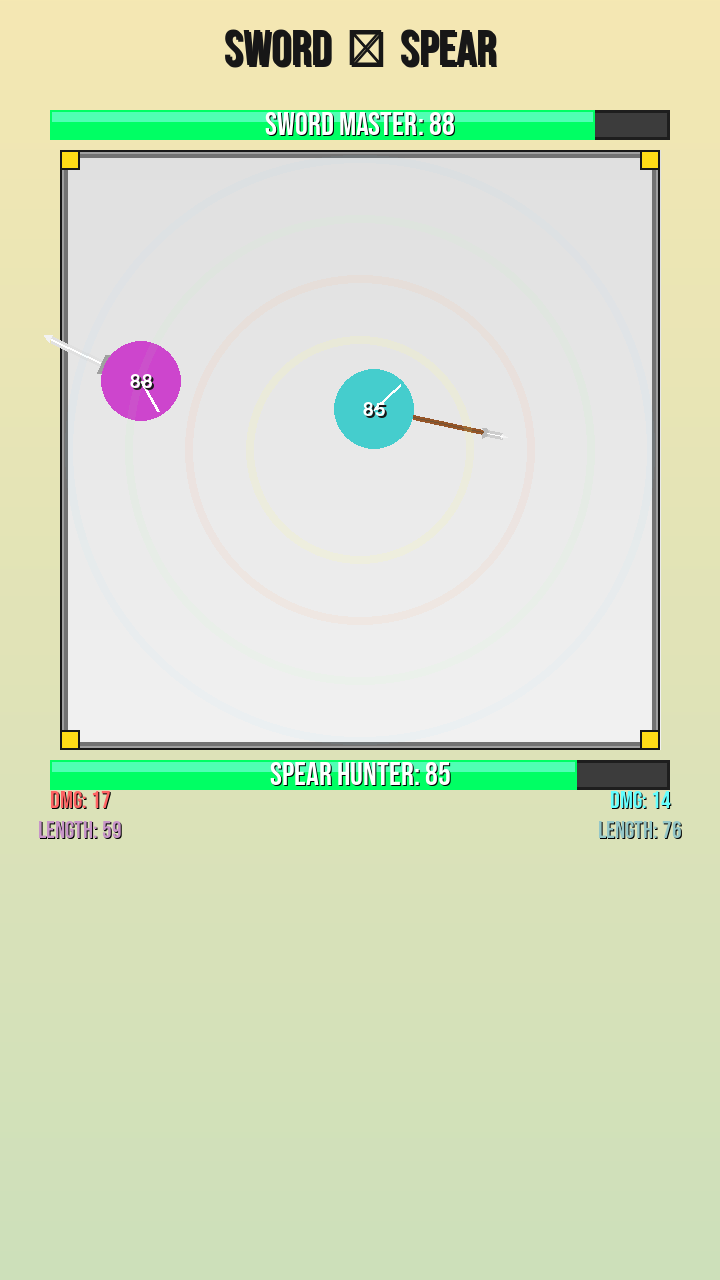 SWORD ⚔ SPEAR
SWORD MASTER: 88
88
85
SPEAR HUNTER: 85
DMG: 17
DMG: 14
LENGTH: 59
LENGTH: 76